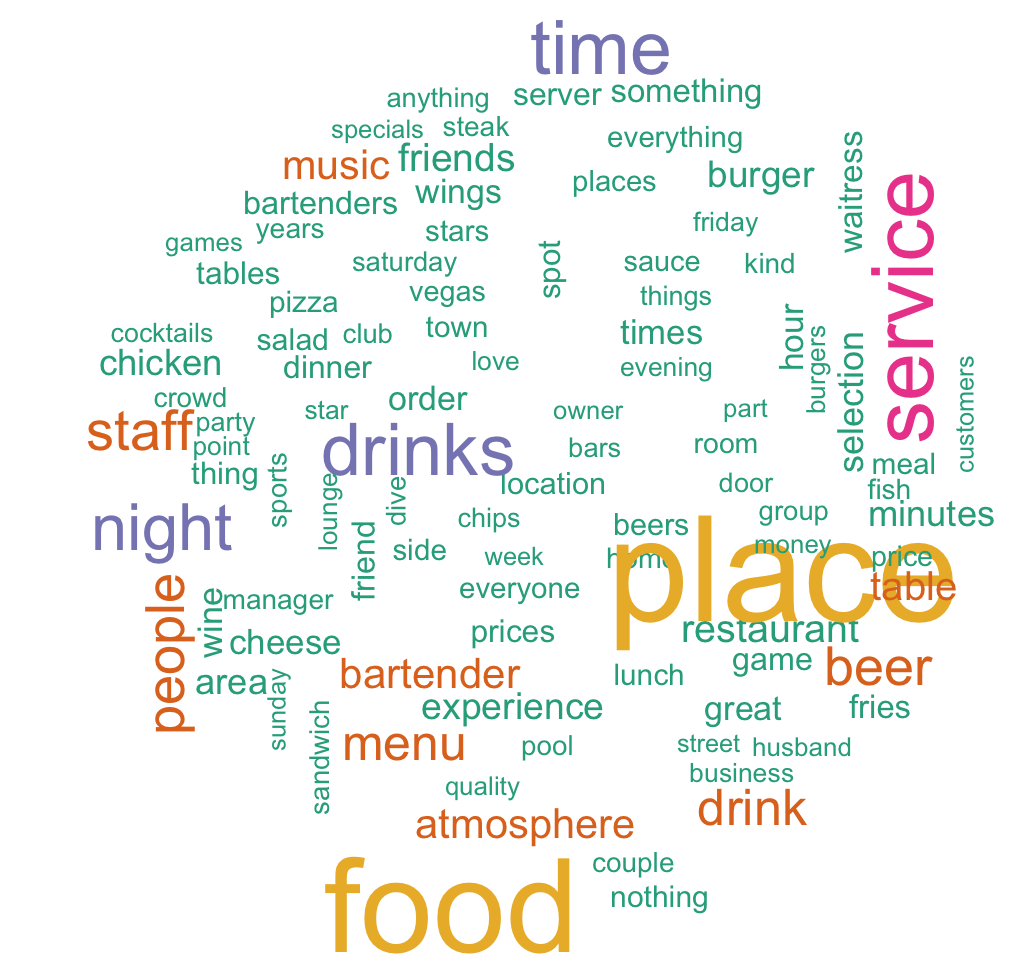 time
anything
server
something
specials
steak
everything
music
friends
places
burger
waitress
service
bartenders
wings
years
stars
friday
games
tables
saturday
vegas
spot
sauce
kind
things
pizza
cocktails
salad
club
town
times
hour
burgers
selection
customers
chicken
dinner
love
evening
crowd
star
order
owner
part
staff
party
point
drinks
bars
room
meal
thing
sports
lounge
dive
location
door
fish
night
friend
chips
beers
group
minutes
side
week
home
place
money
price
table
people
wine
manager
everyone
cheese
prices
restaurant
area
sunday
bartender
lunch
game
beer
sandwich
experience
great
fries
menu
pool
street
husband
quality
business
atmosphere
drink
food
couple
nothing